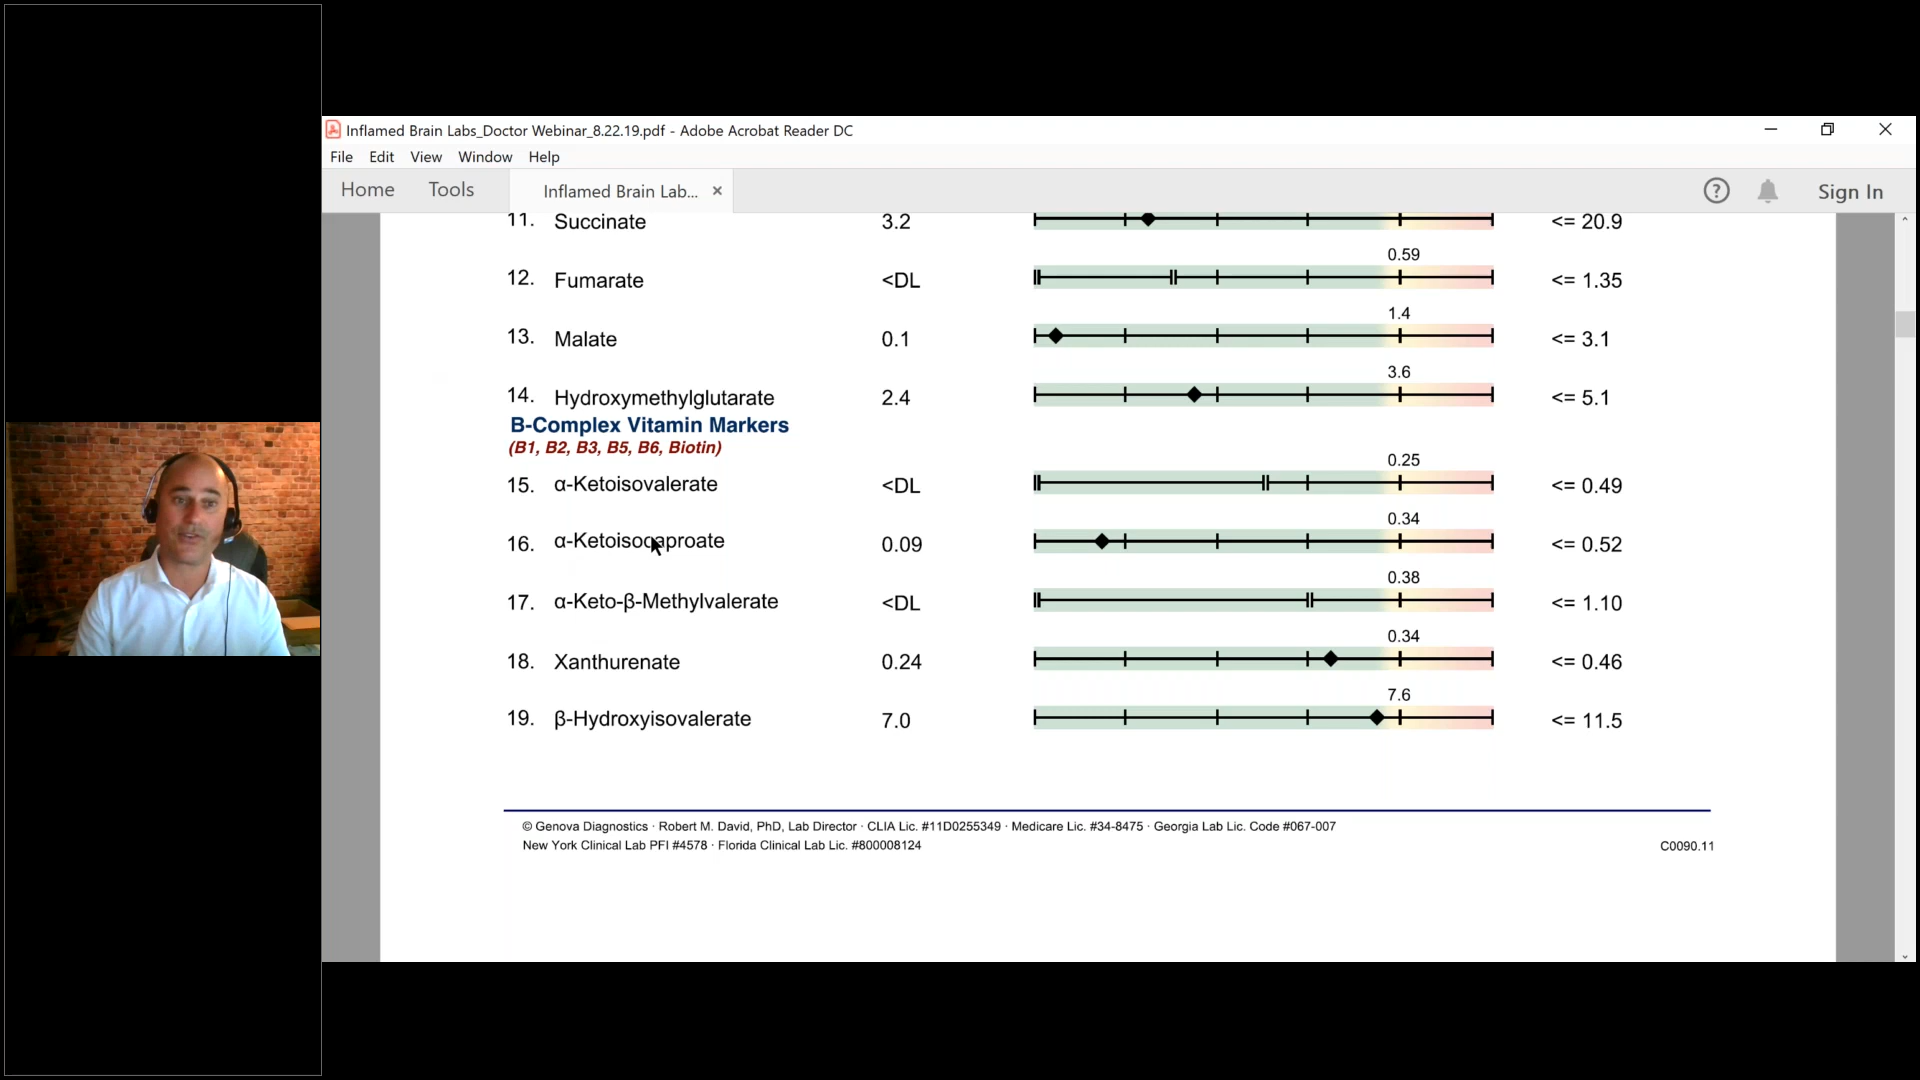 Inflamed Brain Labs_Doctor Webinar_8.22.19.pdf - Adobe Acrobat Reader DC
File Edit View Window Help
Home Tools Inflamed Brain Lab... × ? Sign In
11. Succinate 3.2 <= 20.9
0.59
12. Fumarate <DL <= 1.35
1.4
13. Malate 0.1 <= 3.1
3.6
14. Hydroxymethylglutarate 2.4 <= 5.1
B-Complex Vitamin Markers
(B1, B2, B3, B5, B6, Biotin)
0.25
15. α-Ketoisovalerate <DL <= 0.49
0.34
16. α-Ketoisocaproate 0.09 <= 0.52
0.38
17. α-Keto-β-Methylvalerate <DL <= 1.10
0.34
18. Xanthurenate 0.24 <= 0.46
7.6
19. β-Hydroxyisovalerate 7.0 <= 11.5
© Genova Diagnostics · Robert M. David, PhD, Lab Director · CLIA Lic. #11D0255349 · Medicare Lic. #34-8475 · Georgia Lab Lic. Code #067-007
New York Clinical Lab PFI #4578 · Florida Clinical Lab Lic. #800008124
C0090.11